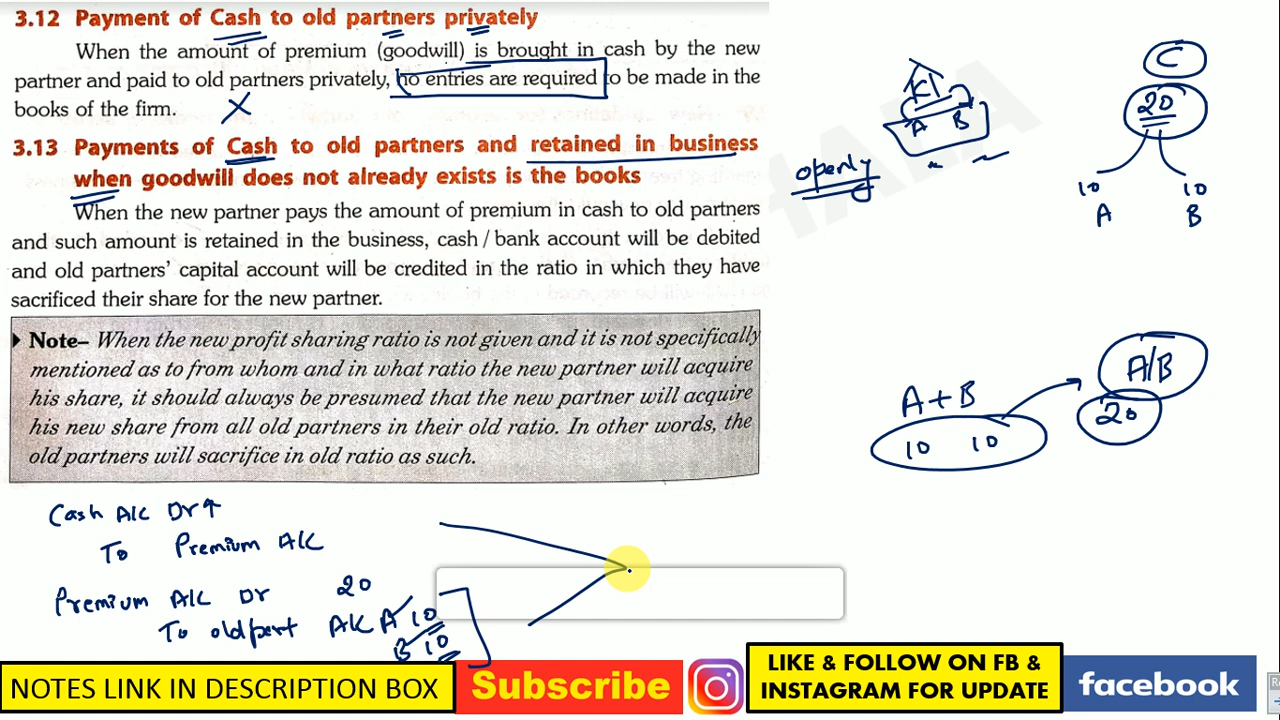 3.12 Payment of Cash to old partners privately
When the amount of premium (goodwill) is brought in cash by the new
partner and paid to old partners privately, no entries are required to be made in the
books of the firm.
3.13 Payments of Cash to old partners and retained in business
when goodwill does not already exists is the books
When the new partner pays the amount of premium in cash to old partners
and such amount is retained in the business, cash / bank account will be debited
and old partners' capital account will be credited in the ratio in which they have
sacrificed their share for the new partner.
Note– When the new profit sharing ratio is not given and it is not specifically
mentioned as to from whom and in what ratio the new partner will acquire
his share, it should always be presumed that the new partner will acquire
his new share from all old partners in their old ratio. In other words, the
old partners will sacrifice in old ratio as such.
Cash A/c Dr
To Premium A/c
Premium A/c Dr 20
To oldpart A/c A 10
B 10
A B
openly
C
20
10 10
A B
A+B
10 10
A/B
20
NOTES LINK IN DESCRIPTION BOX
Subscribe
LIKE & FOLLOW ON FB &
INSTAGRAM FOR UPDATE
facebook